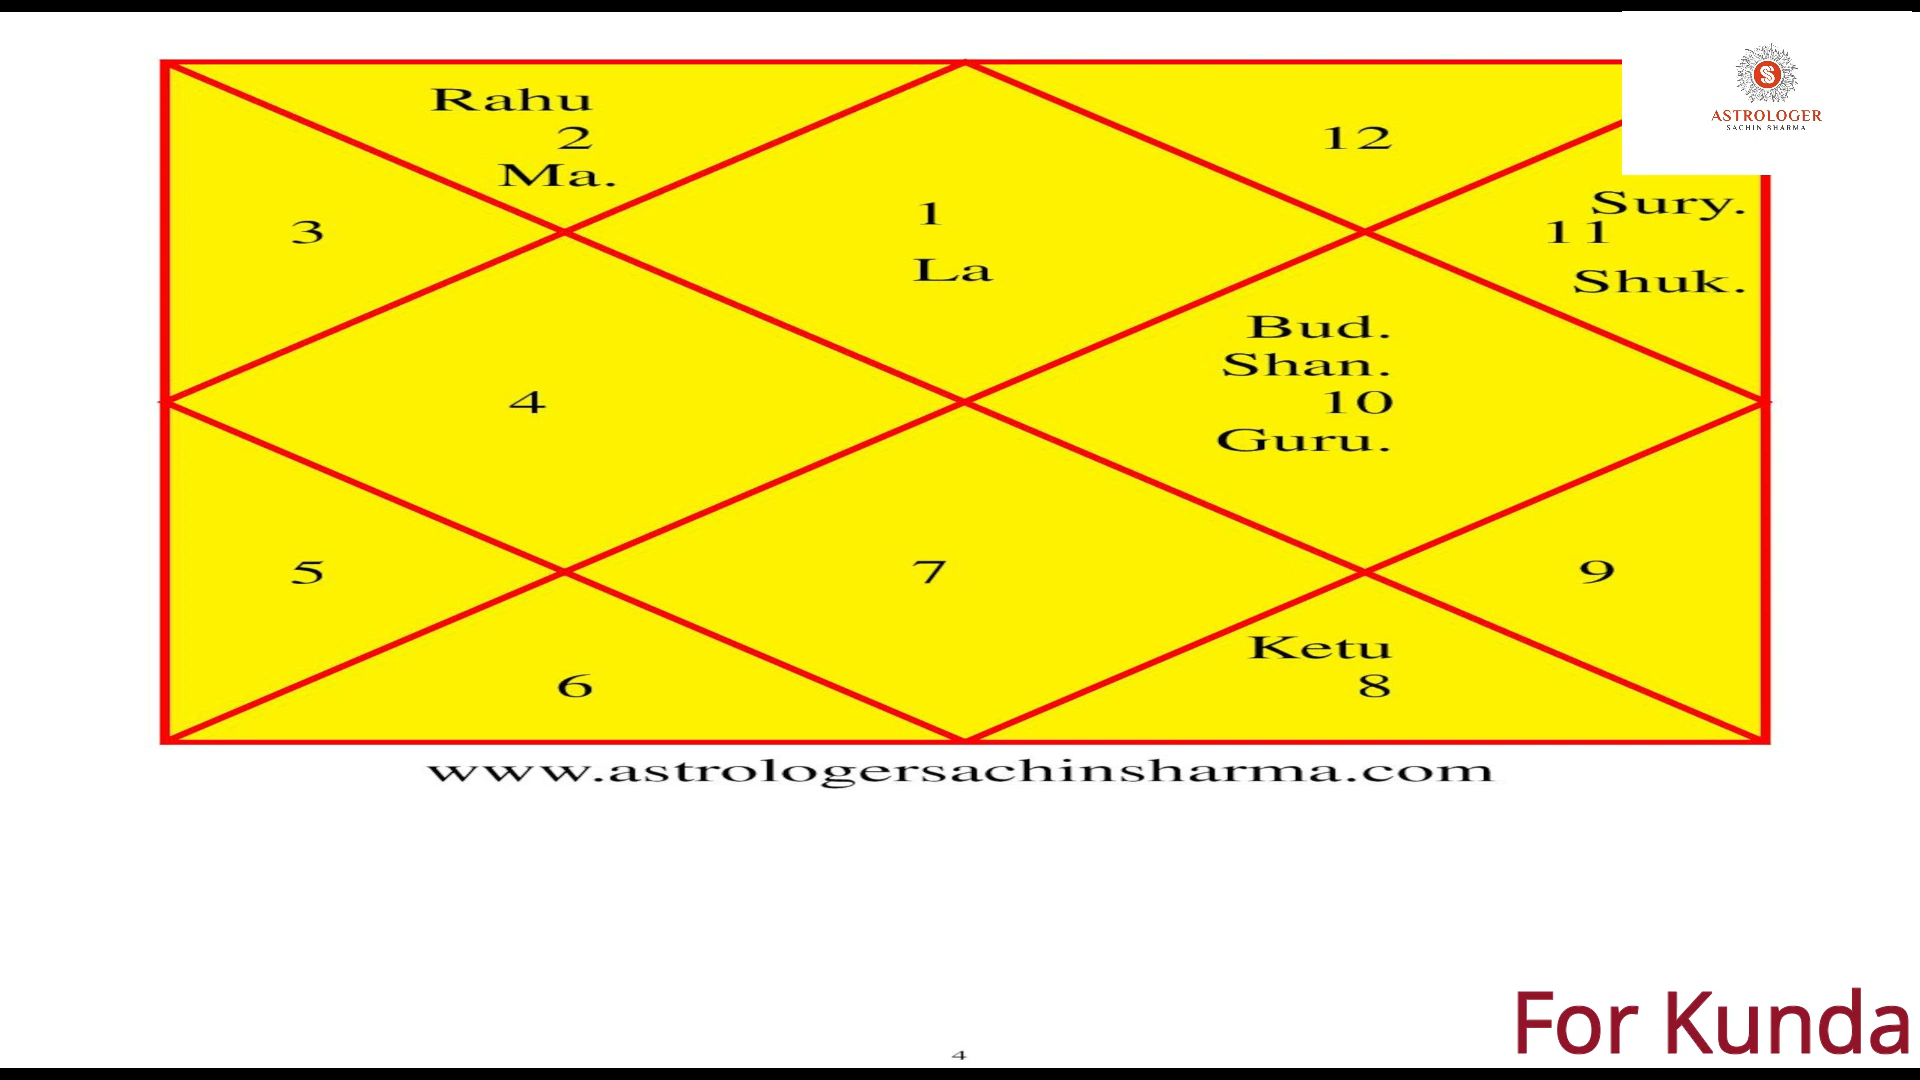 Rahu
2
Ma.
12
ASTROLOGER
SACHIN SHARMA
3
1
La
Sury.
11
Shuk.
4
Bud.
Shan.
10
Guru.
5
7
9
6
Ketu
8
www.astrologersachinsharma.com
For Kunda
4